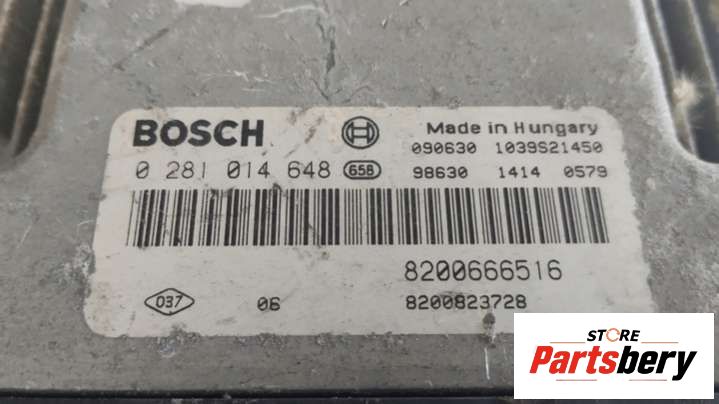 BOSCH
Made in Hungary
090630 1039S21450
0 281 014 648 658 98630 1414 0579
8200666516
037 06 8200823728
STORE
Partsbery